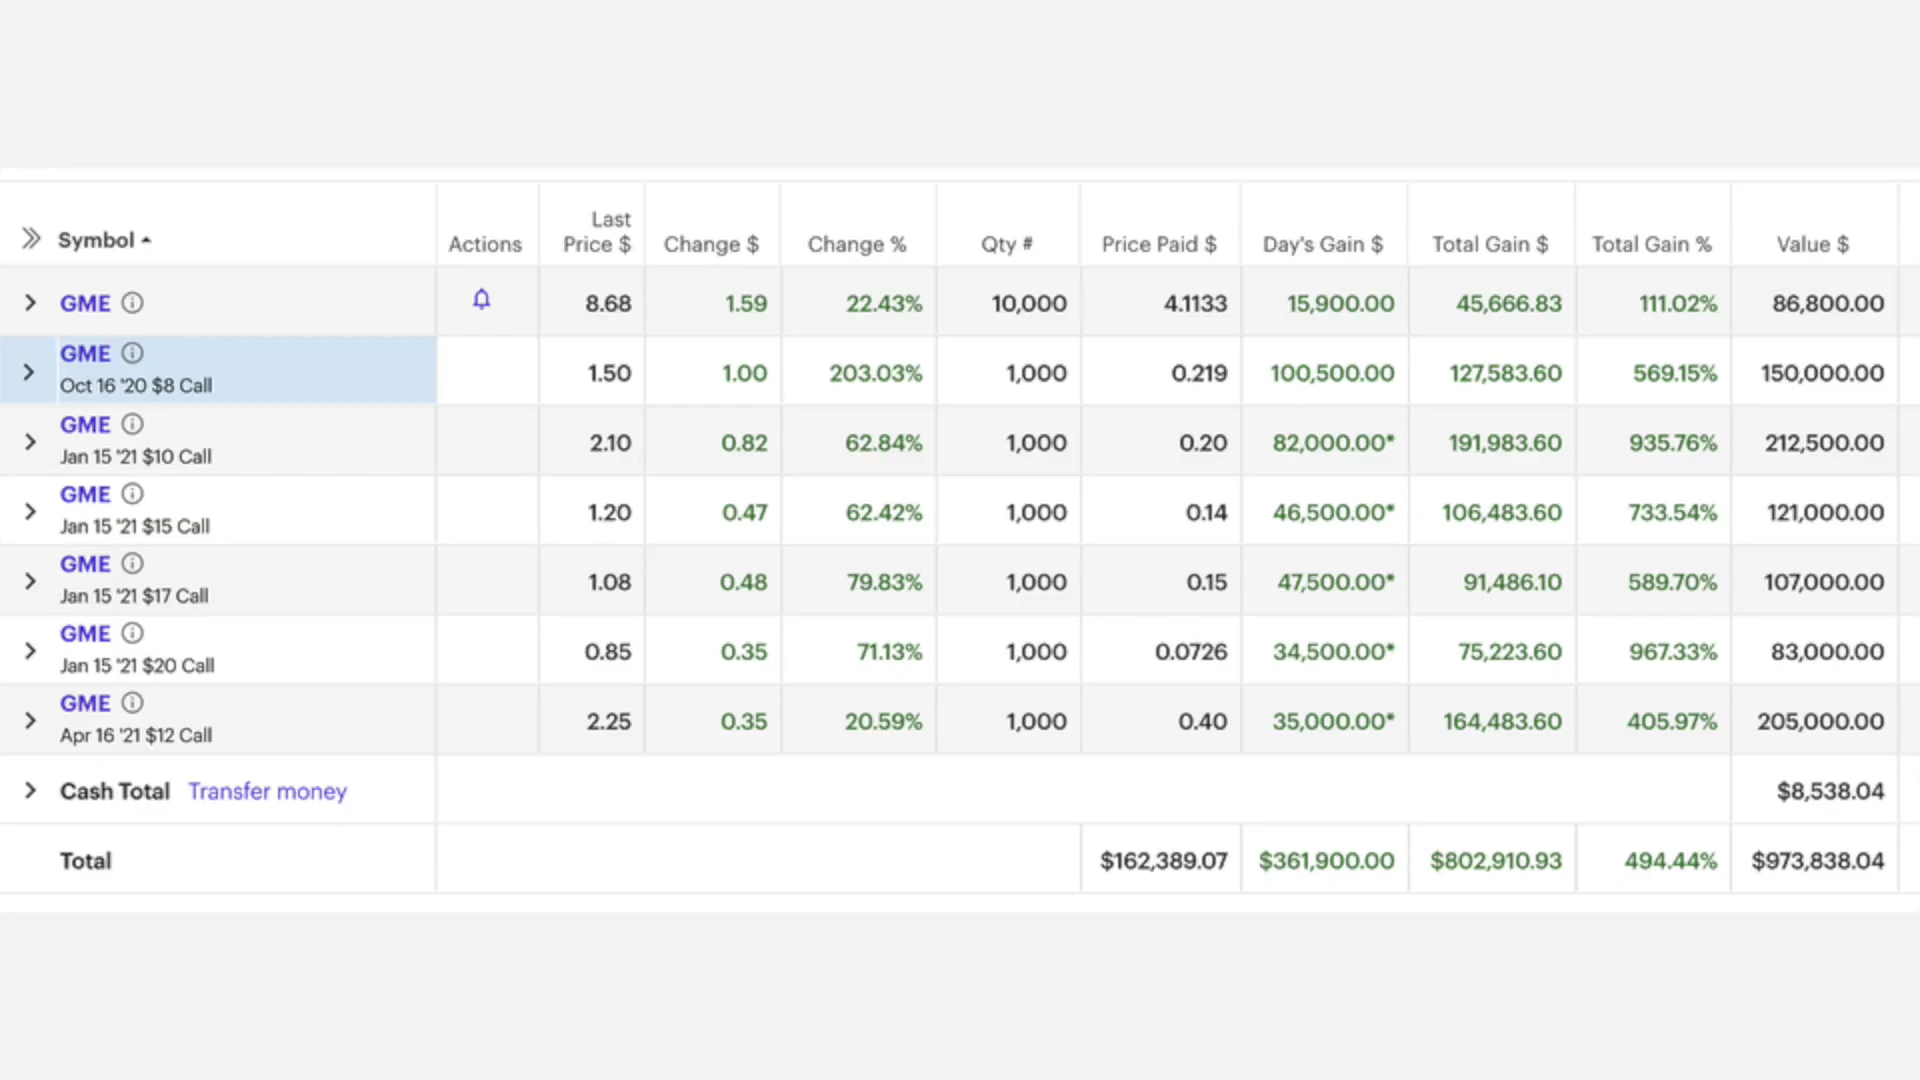 Symbol Actions Last Price $ Change $ Change % Qty # Price Paid $ Day's Gain $ Total Gain $ Total Gain % Value $
GME 8.68 1.59 22.43% 10,000 4.1133 15,900.00 45,666.83 111.02% 86,800.00
GME
Oct 16 '20 $8 Call 1.50 1.00 203.03% 1,000 0.219 100,500.00 127,583.60 569.15% 150,000.00
GME
Jan 15 '21 $10 Call 2.10 0.82 62.84% 1,000 0.20 82,000.00* 191,983.60 935.76% 212,500.00
GME
Jan 15 '21 $15 Call 1.20 0.47 62.42% 1,000 0.14 46,500.00* 106,483.60 733.54% 121,000.00
GME
Jan 15 '21 $17 Call 1.08 0.48 79.83% 1,000 0.15 47,500.00* 91,486.10 589.70% 107,000.00
GME
Jan 15 '21 $20 Call 0.85 0.35 71.13% 1,000 0.0726 34,500.00* 75,223.60 967.33% 83,000.00
GME
Apr 16 '21 $12 Call 2.25 0.35 20.59% 1,000 0.40 35,000.00* 164,483.60 405.97% 205,000.00
Cash Total Transfer money $8,538.04
Total $162,389.07 $361,900.00 $802,910.93 494.44% $973,838.04